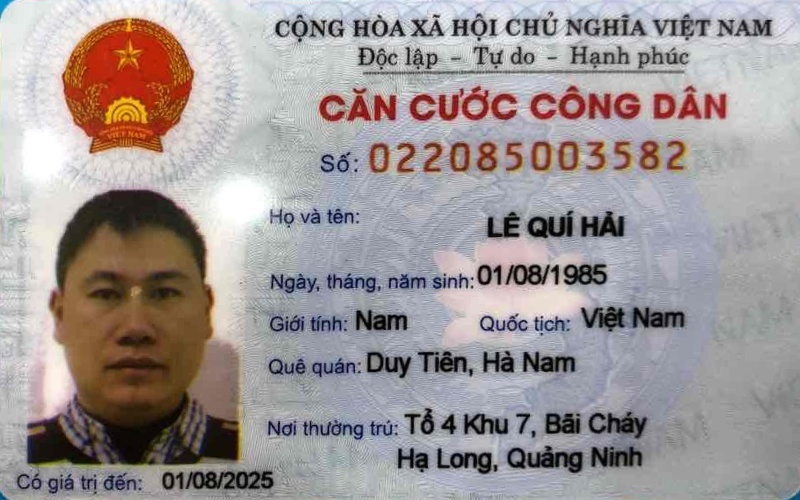 CỘNG HÒA XÃ HỘI CHỦ NGHĨA VIỆT NAM
Độc lập – Tự do – Hạnh phúc
CĂN CƯỚC CÔNG DÂN
Số: 022085003582
Họ và tên: LÊ QUÍ HẢI
Ngày, tháng, năm sinh: 01/08/1985
Giới tính: Nam Quốc tịch: Việt Nam
Quê quán: Duy Tiên, Hà Nam
Nơi thường trú: Tổ 4 Khu 7, Bãi Cháy
Hạ Long, Quảng Ninh
Có giá trị đến: 01/08/2025